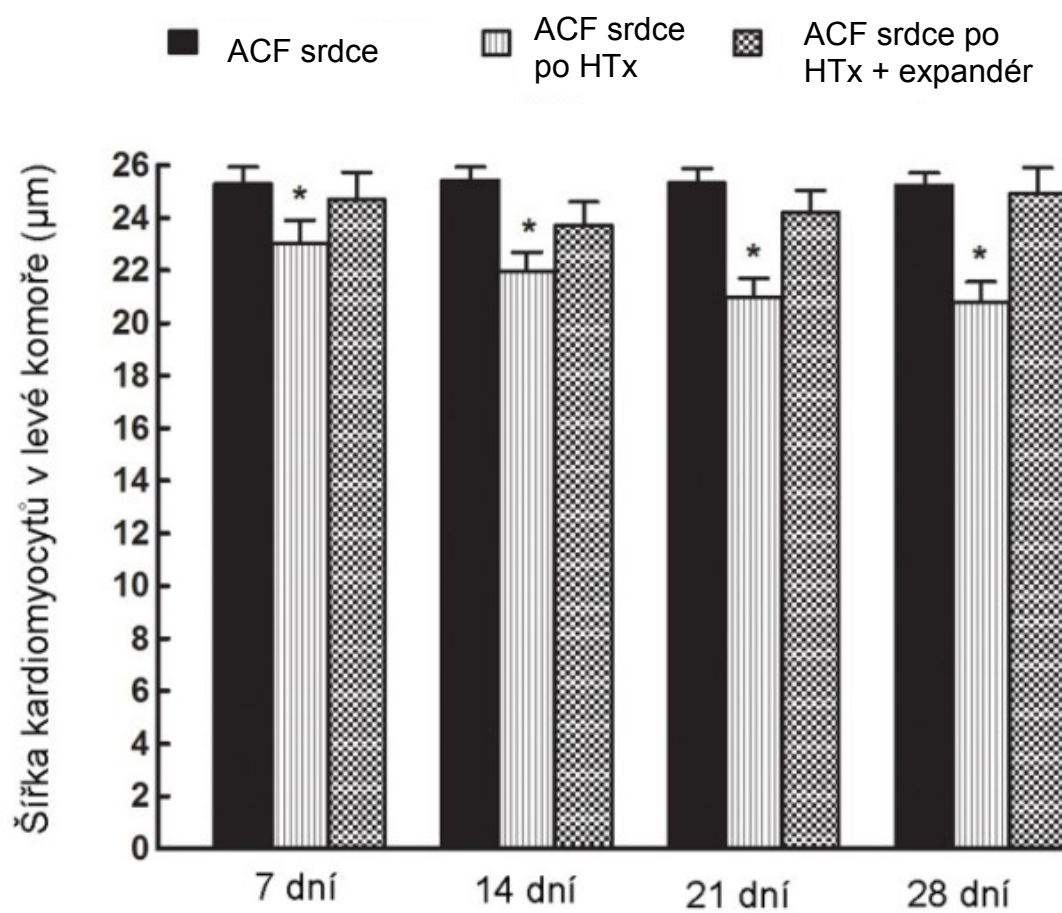 ACF srdce
ACF srdce
po HTx
ACF srdce po
HTx + expandér
Šířka kardiomyocytů v levé komoře (µm)
26
24
22
20
18
16
14
12
10
8
6
4
2
0
*
*
*
*
7 dní
14 dní
21 dní
28 dní